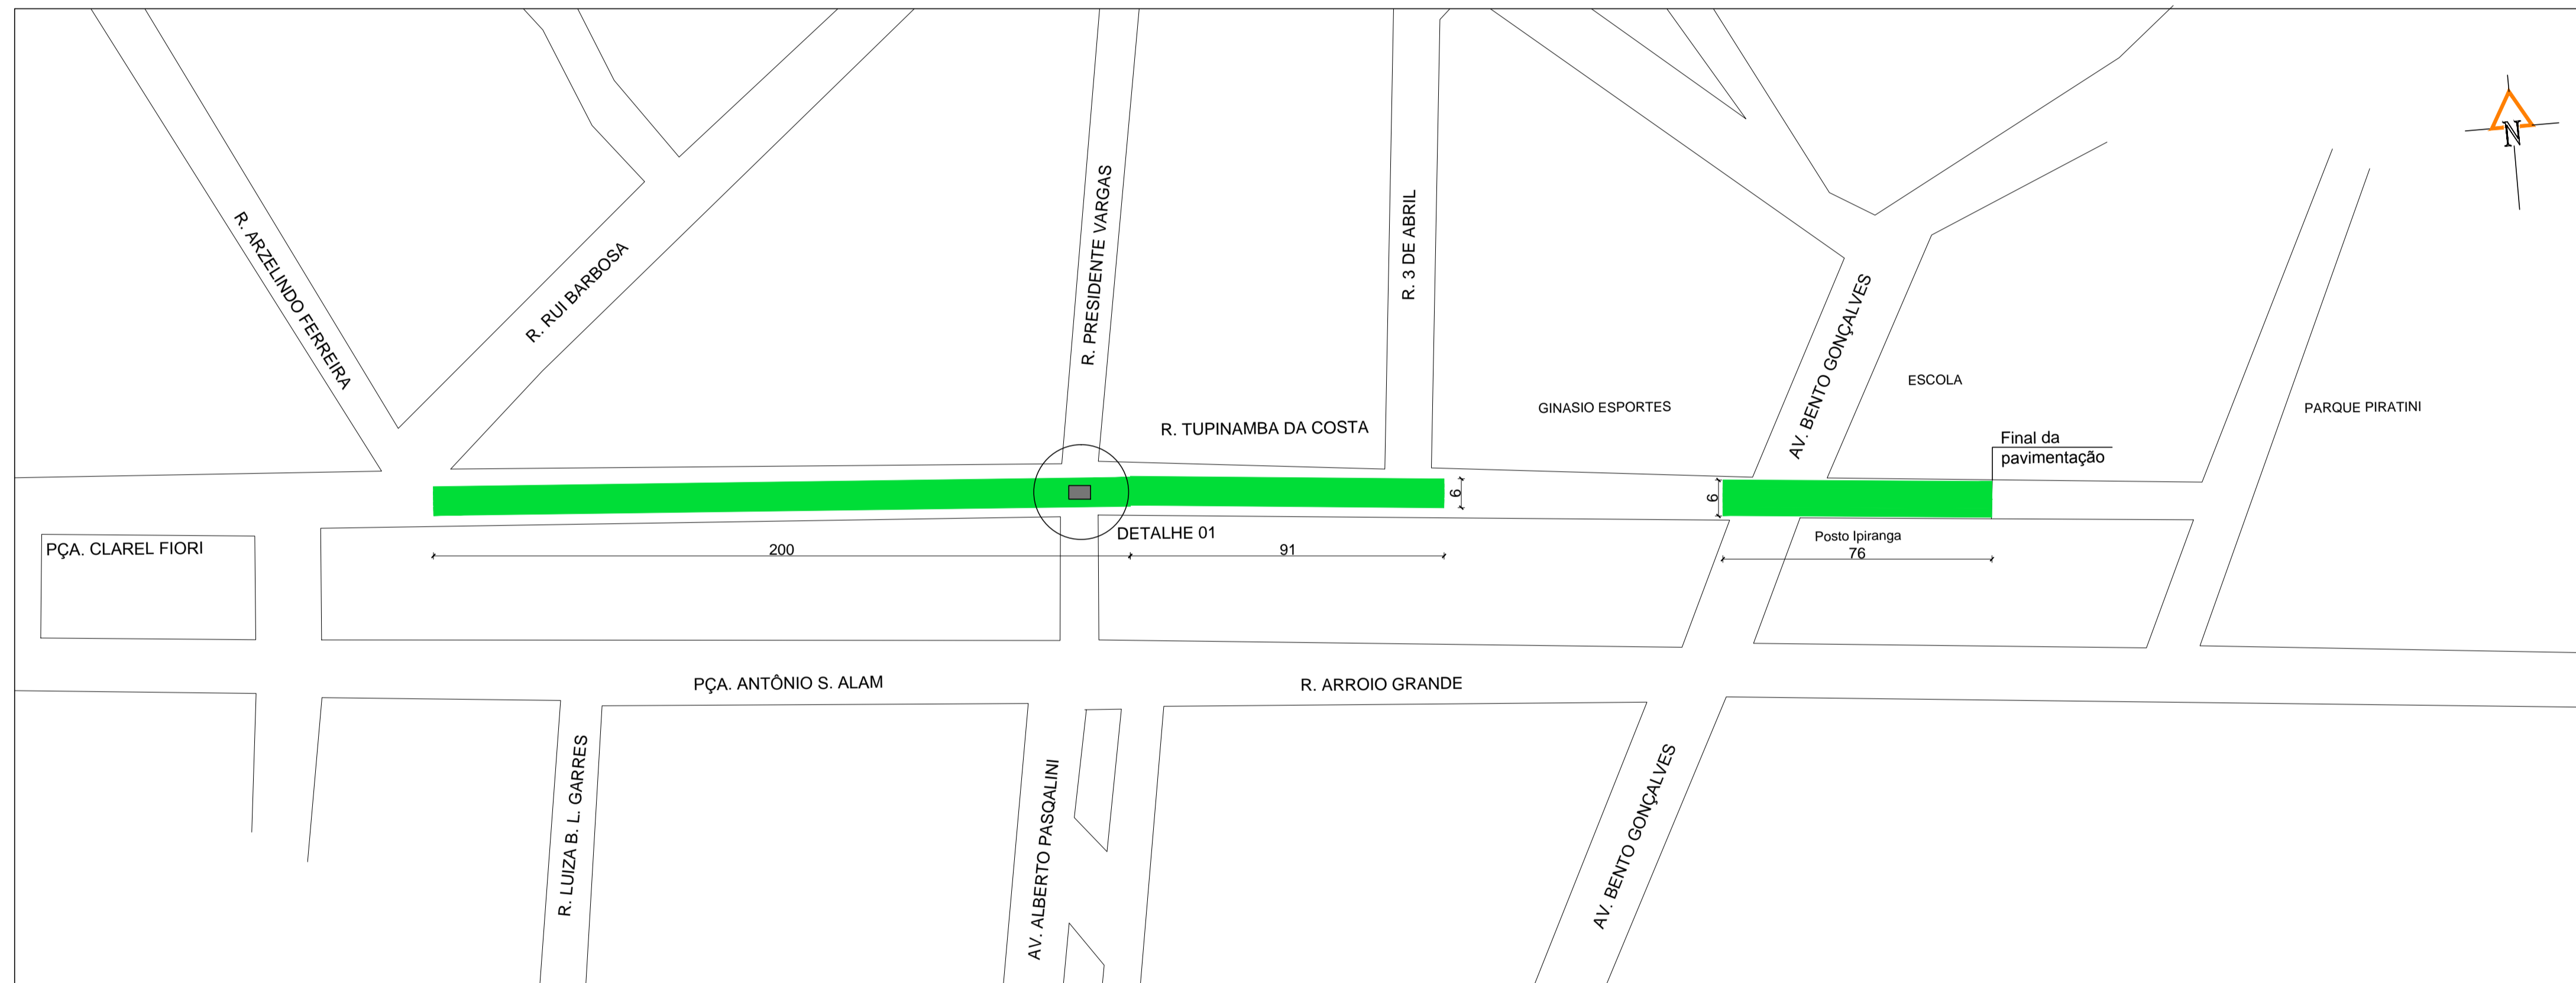 N
R. ARZELINDO FERREIRA
R. RUI BARBOSA
R. PRESIDENTE VARGAS
R. 3 DE ABRIL
AV. BENTO GONÇALVES
ESCOLA
GINASIO ESPORTES
PARQUE PIRATINI
R. TUPINAMBA DA COSTA
Final da
pavimentação
6
6
DETALHE 01
Posto Ipiranga
PÇA. CLAREL FIORI
200
91
76
PÇA. ANTÔNIO S. ALAM
R. ARROIO GRANDE
R. LUIZA B. L. GARRES
AV. ALBERTO PASQALINI
AV. BENTO GONÇALVES